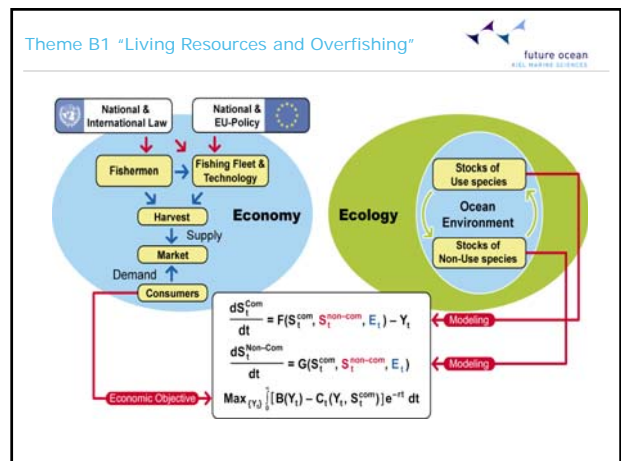 Theme B1 "Living Resources and Overfishing"
future ocean
KIEL MARINE SCIENCES
National &
International Law
National &
EU-Policy
Fishermen
Fishing Fleet &
Technology
Harvest
Economy
Supply
Market
Demand
Consumers
Ecology
Stocks of
Use species
Ocean
Environment
Stocks of
Non-Use species
dS_t^Com / dt = F(S_t^com, S_t^non-com, E_t) – Y_t
Modeling
dS_t^Non–Com / dt = G(S_t^com, S_t^non-com, E_t)
Modeling
Economic Objective
Max_{Y_t} ∫_0^∞ [B(Y_t) – C_t(Y_t, S_t^com)]e^–rt dt